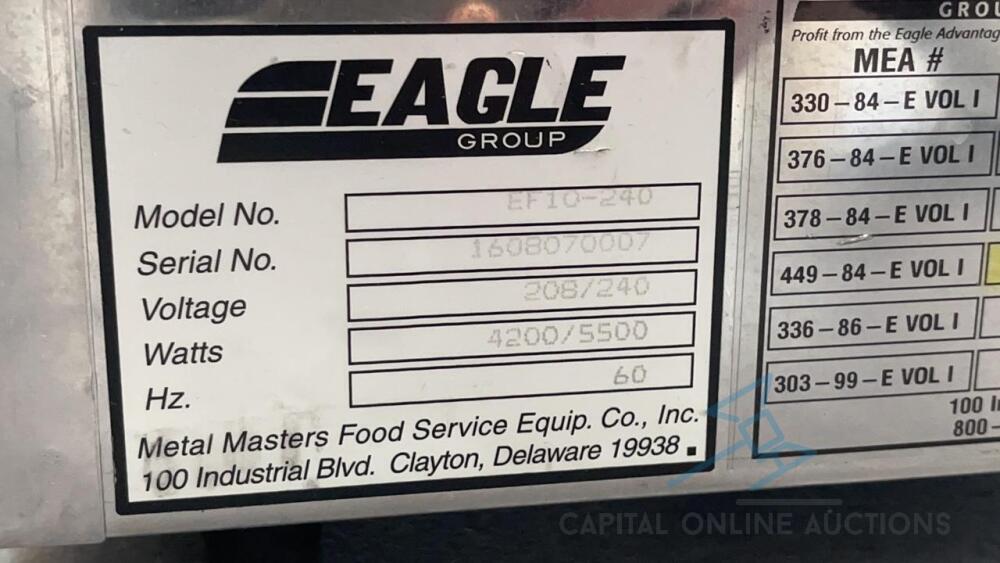 EAGLE
GROUP
Model No. EF10-240
Serial No. 1608070007
Voltage 208/240
Watts 4200/5500
Hz. 60
Metal Masters Food Service Equip. Co., Inc.
100 Industrial Blvd. Clayton, Delaware 19938
Profit from the Eagle
MEA #
330-84-E VOL I
376-84-E VOL I
378-84-E VOL I
449-84-E VOL I
336-86-E VOL I
303-99-E VOL I
100
800-
CAPITAL ONLINE AUCTIONS